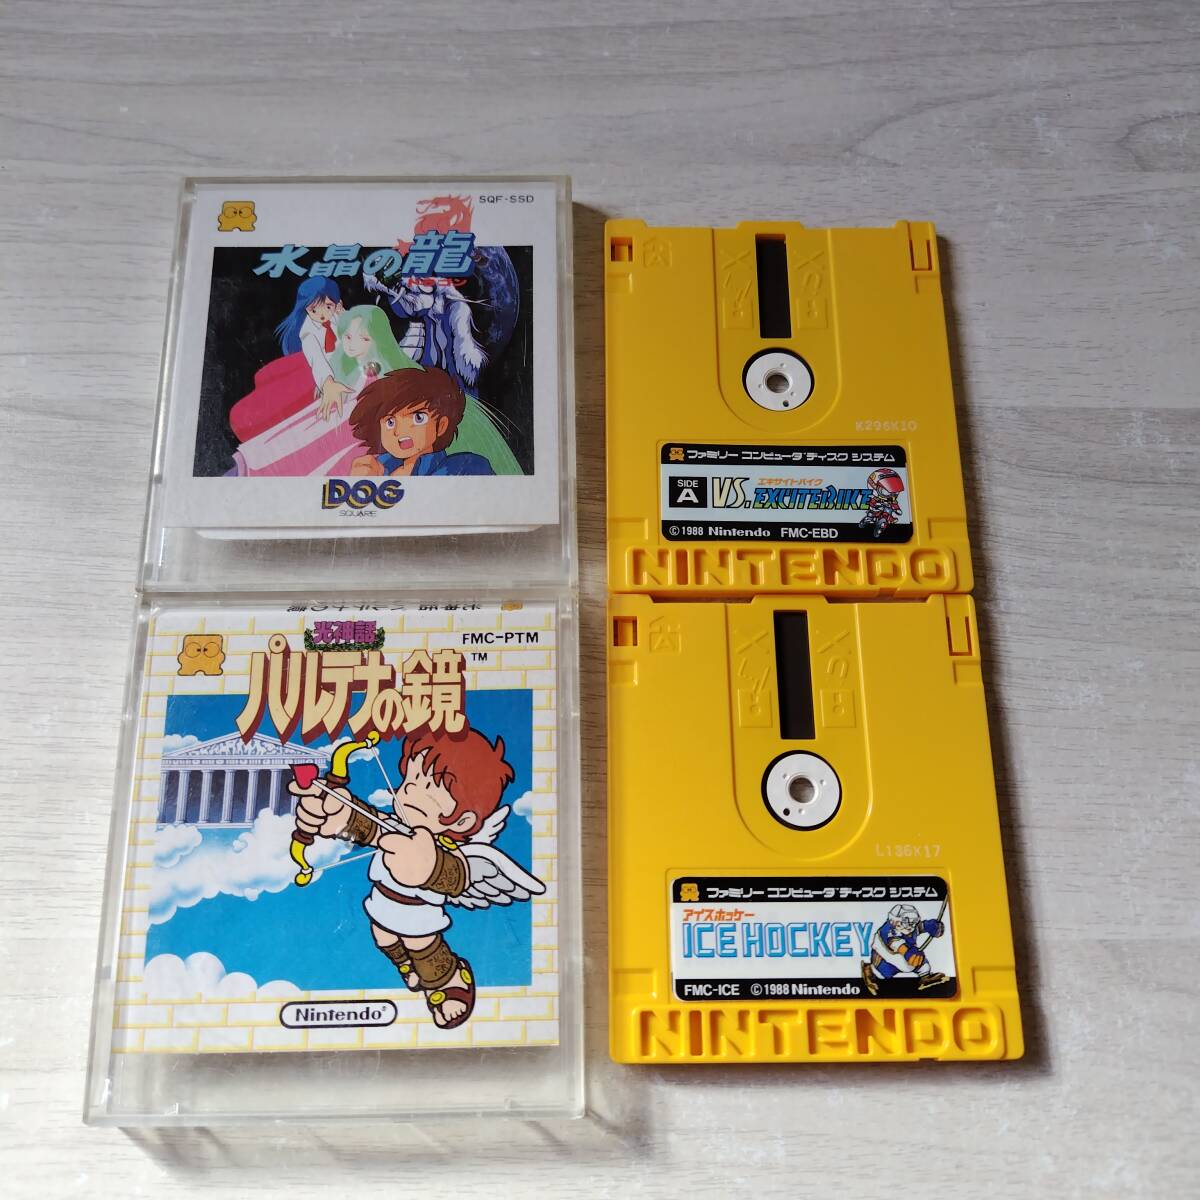 SQF-SSD
水晶の龍
ドラゴン
DOG
SQUARE
光神話
FMC-PTM
TM
パルテナの鏡
Nintendo®
A
K296K10
ファミリー コンピュータ ディスク システム
SIDE A
エキサイトバイク
VS. EXCITEBIKE
©1988 Nintendo FMC-EBD
NINTENDO
A
L136X17
ファミリー コンピュータ ディスク システム
アイスホッケー
ICE HOCKEY
FMC-ICE ©1988 Nintendo
NINTENDO